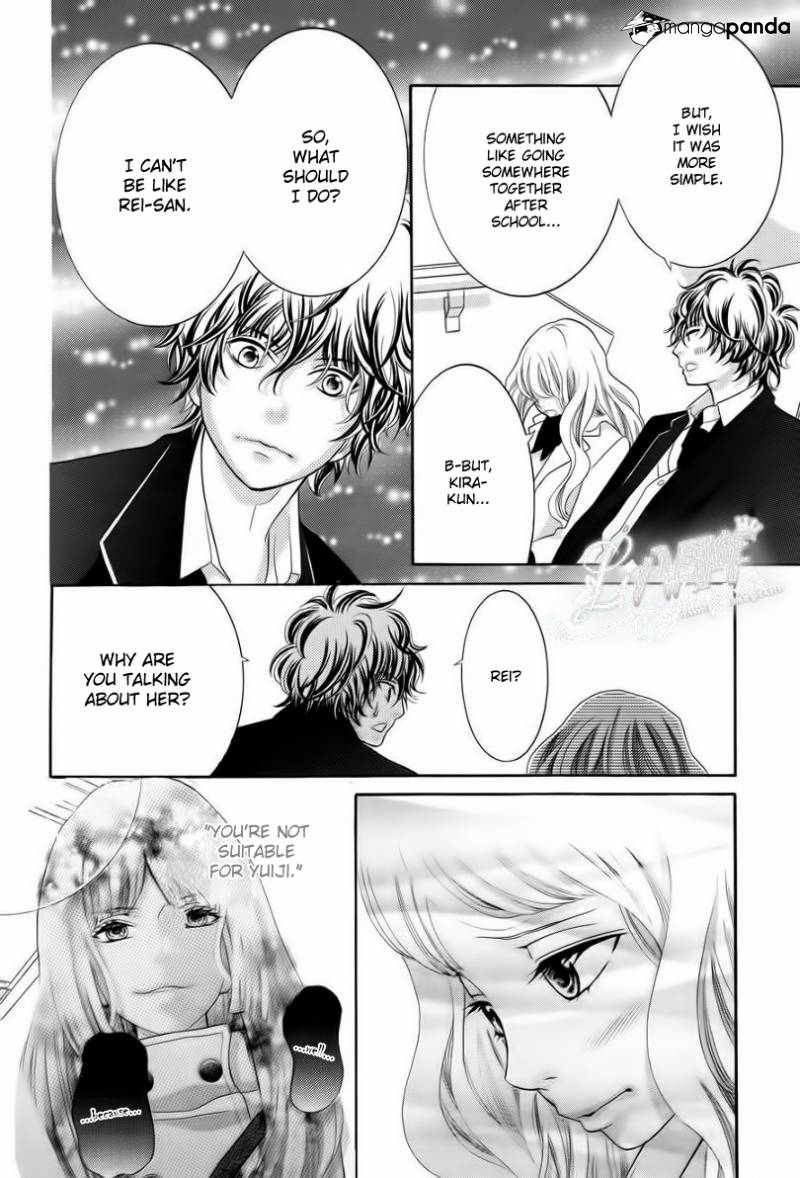 mangapanda
BUT,
I WISH
IT WAS
MORE
SIMPLE.
SOMETHING
LIKE GOING
SOMEWHERE
TOGETHER
AFTER
SCHOOL...
B-BUT,
KIRA-
KUN...
SO,
WHAT
SHOULD
I DO?
I CAN'T
BE LIKE
REI-SAN.
REI?
WHY ARE
YOU TALKING
ABOUT HER?
...well...
...because...
"YOU'RE NOT
SUITABLE
FOR YUIJI."